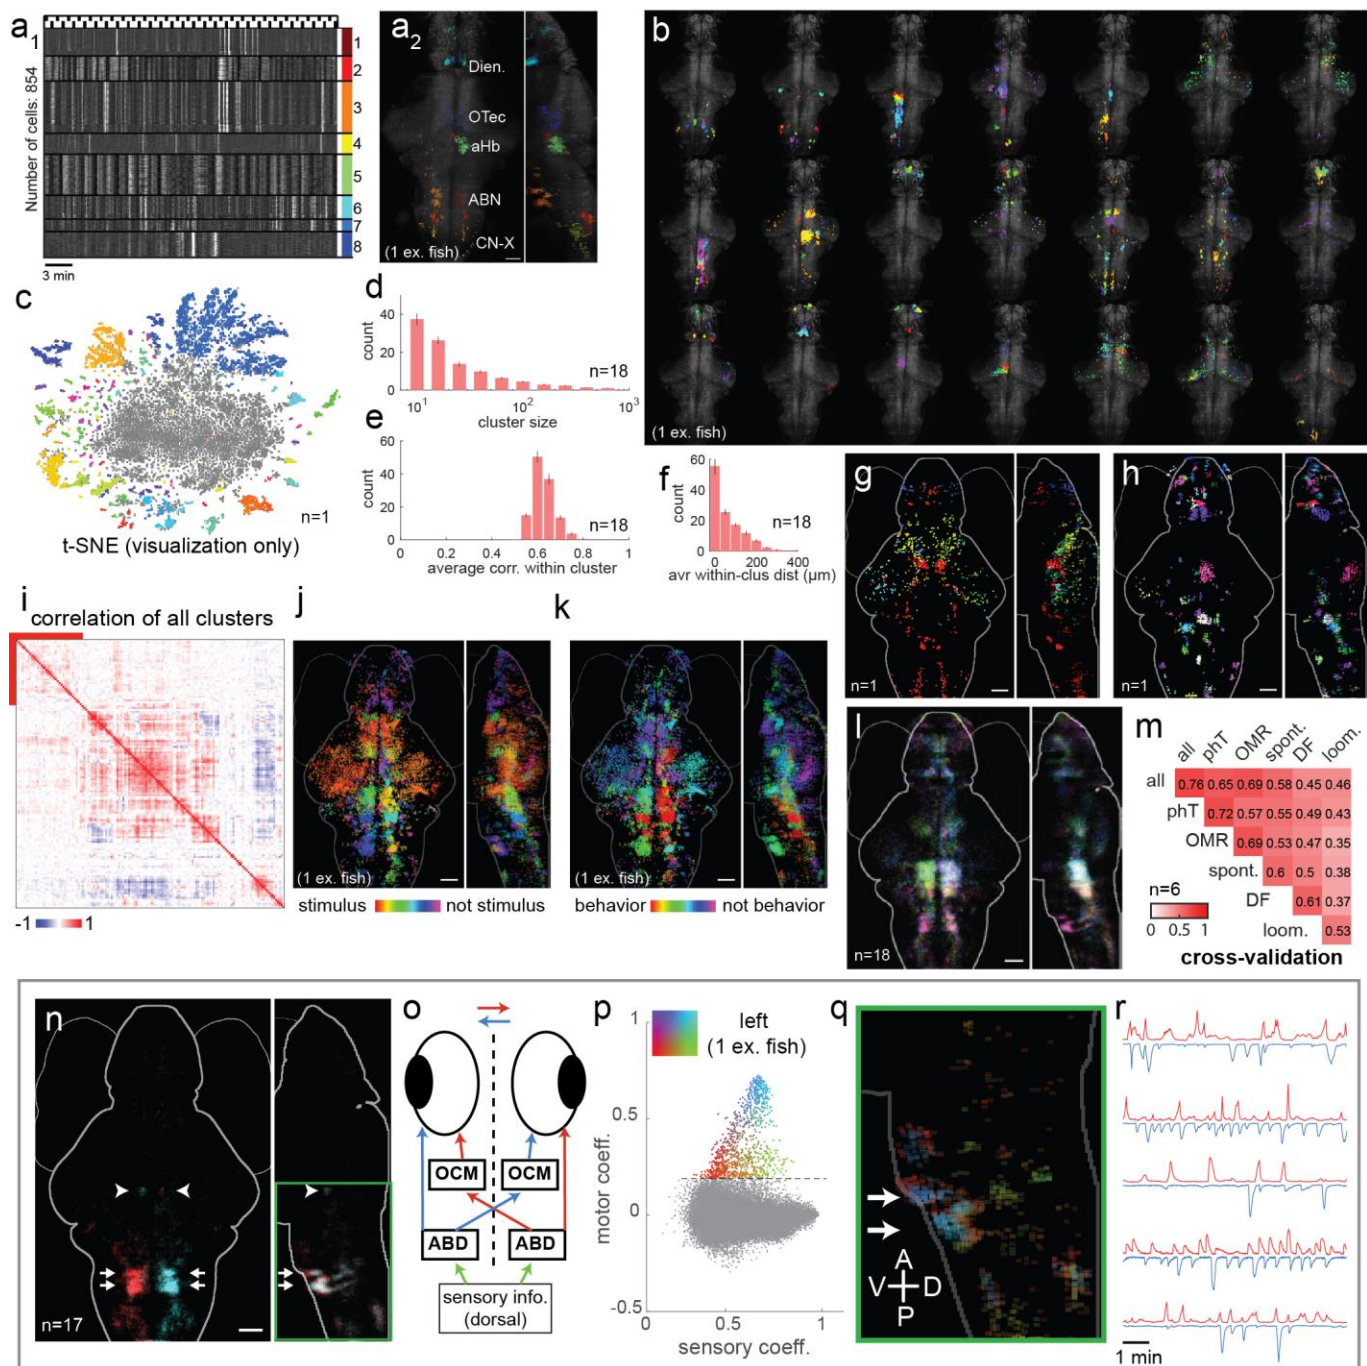 a
1
Number of cells: 854
1
2
3
4
5
6
7
8
3 min
a2
Dien.
OTec
aHb
ABN
CN-X
(1 ex. fish)
b
(1 ex. fish)
c
n=1
t-SNE (visualization only)
d
count
40
20
0
n=18
10^1
10^2
10^3
cluster size
e
count
60
40
20
0
n=18
0
0.2
0.4
0.6
0.8
1
average corr. within cluster
f
count
60
40
20
0
n=18
0
200
400
avr within-clus dist (µm)
g
n=1
h
n=1
i
correlation of all clusters
-1
1
j
(1 ex. fish)
stimulus
not stimulus
k
(1 ex. fish)
behavior
not behavior
l
n=18
m
all phT OMR spont. DF loom.
all 0.76 0.65 0.69 0.58 0.45 0.46
phT 0.72 0.57 0.55 0.49 0.43
OMR 0.69 0.53 0.47 0.35
spont. 0.6 0.5 0.38
DF 0.61 0.37
loom. 0.53
n=6
0 0.5 1
cross-validation
n
n=17
o
OCM
OCM
ABD
ABD
sensory info.
(dorsal)
p
left
(1 ex. fish)
motor coeff.
1
0.5
0
-0.5
0
0.5
1
sensory coeff.
q
A
V D
P
r
1 min